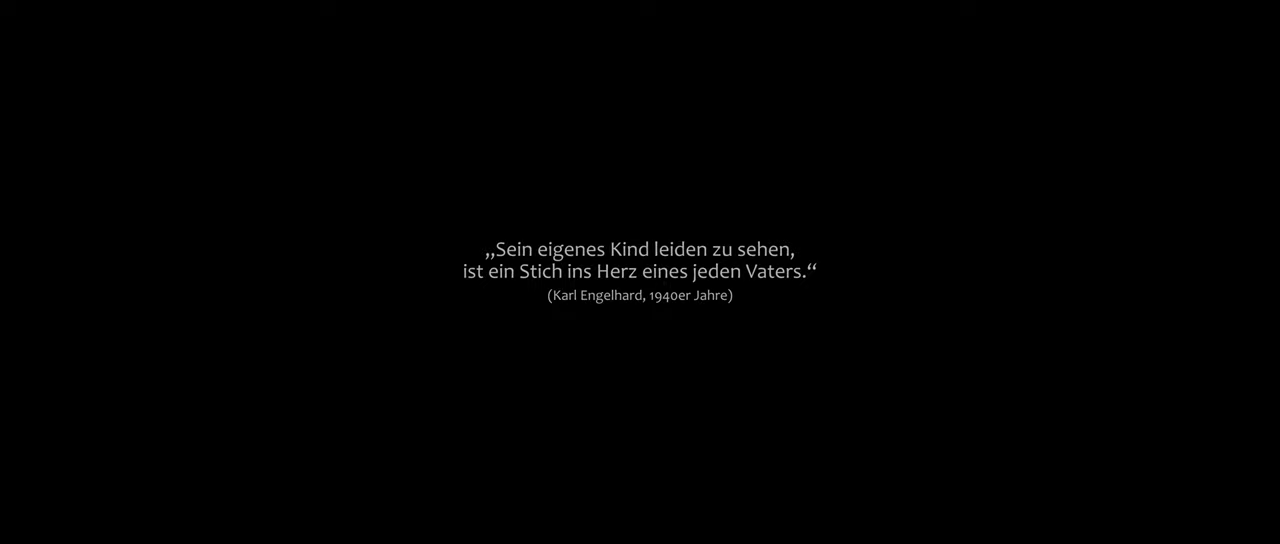 „Sein eigenes Kind leiden zu sehen,
ist ein Stich ins Herz eines jeden Vaters.“
(Karl Engelhard, 1940er Jahre)